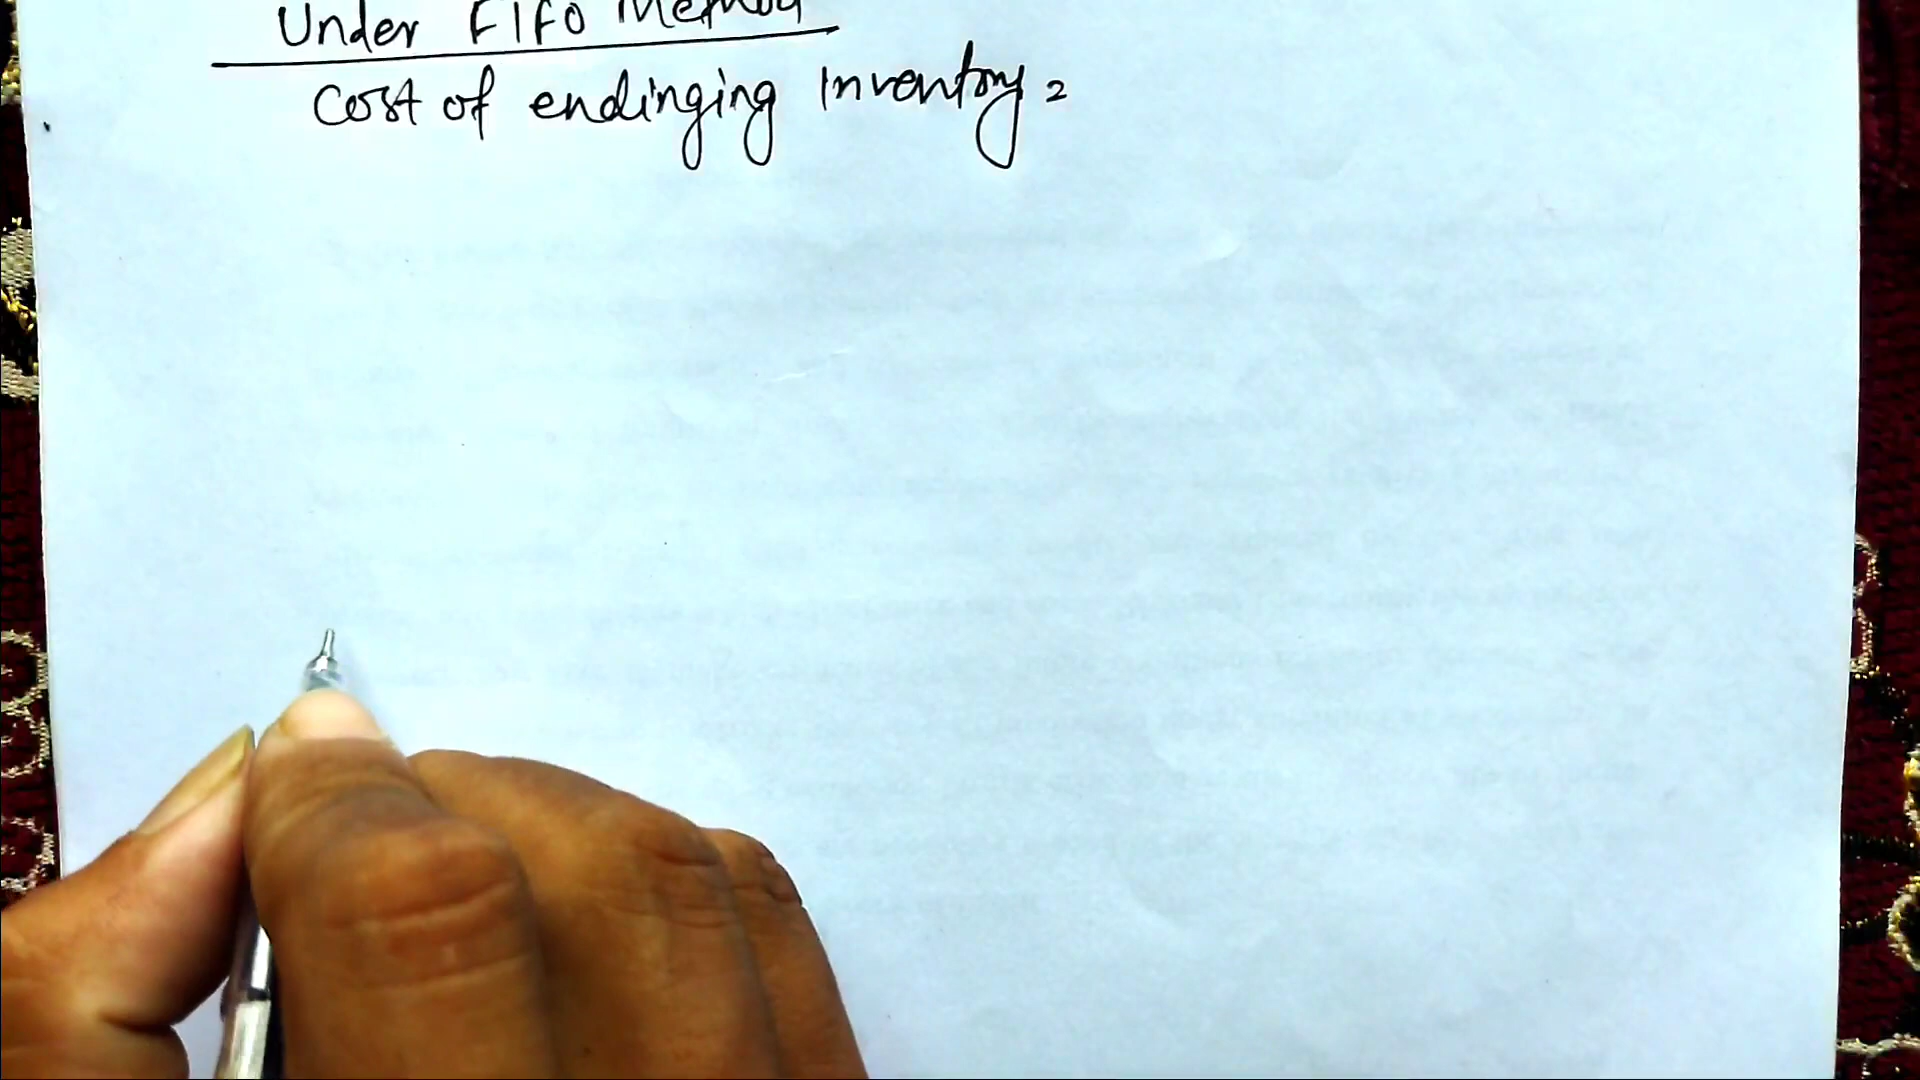 Under FIFO Method
Cost of endinging Inventory =